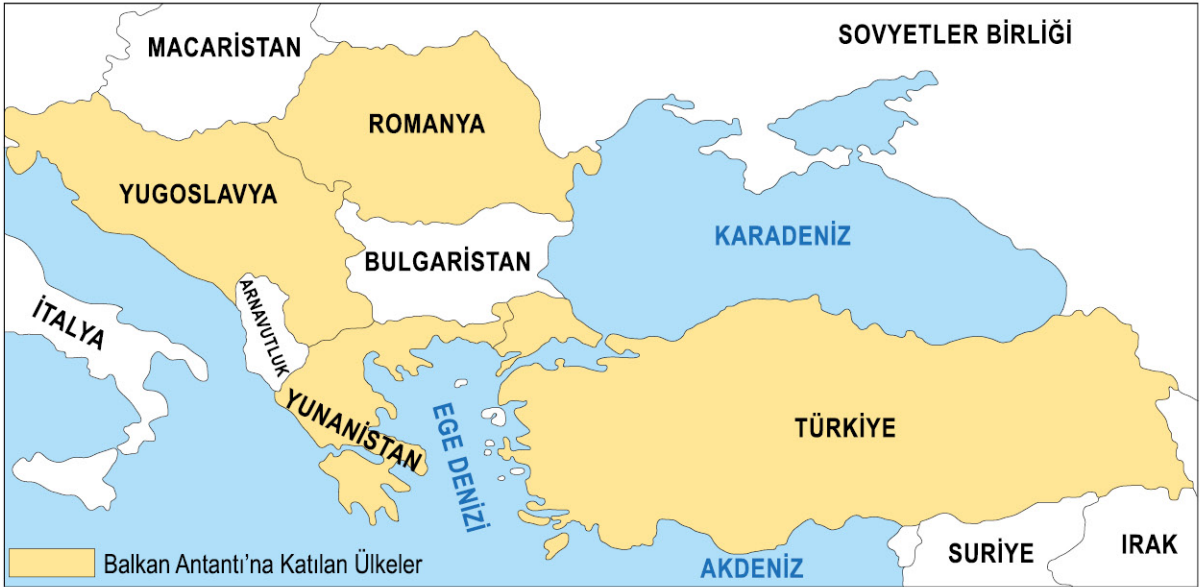 MACARİSTAN
SOVYETLER BİRLİĞİ
ROMANYA
YUGOSLAVYA
KARADENİZ
BULGARİSTAN
ARNAVUTLUK
İTALYA
YUNANİSTAN
EGE DENİZİ
TÜRKİYE
Balkan Antantı'na Katılan Ülkeler
AKDENİZ
SURİYE
IRAK